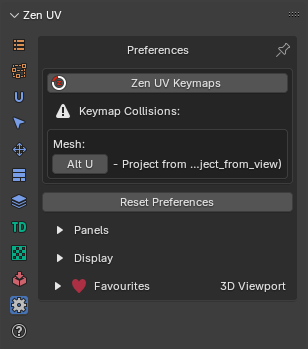 Zen UV
Preferences
Zen UV Keymaps
Keymap Collisions:
Mesh:
Alt U - Project from ...ject_from_view)
Reset Preferences
Panels
Display
TD
Favourites 3D Viewport